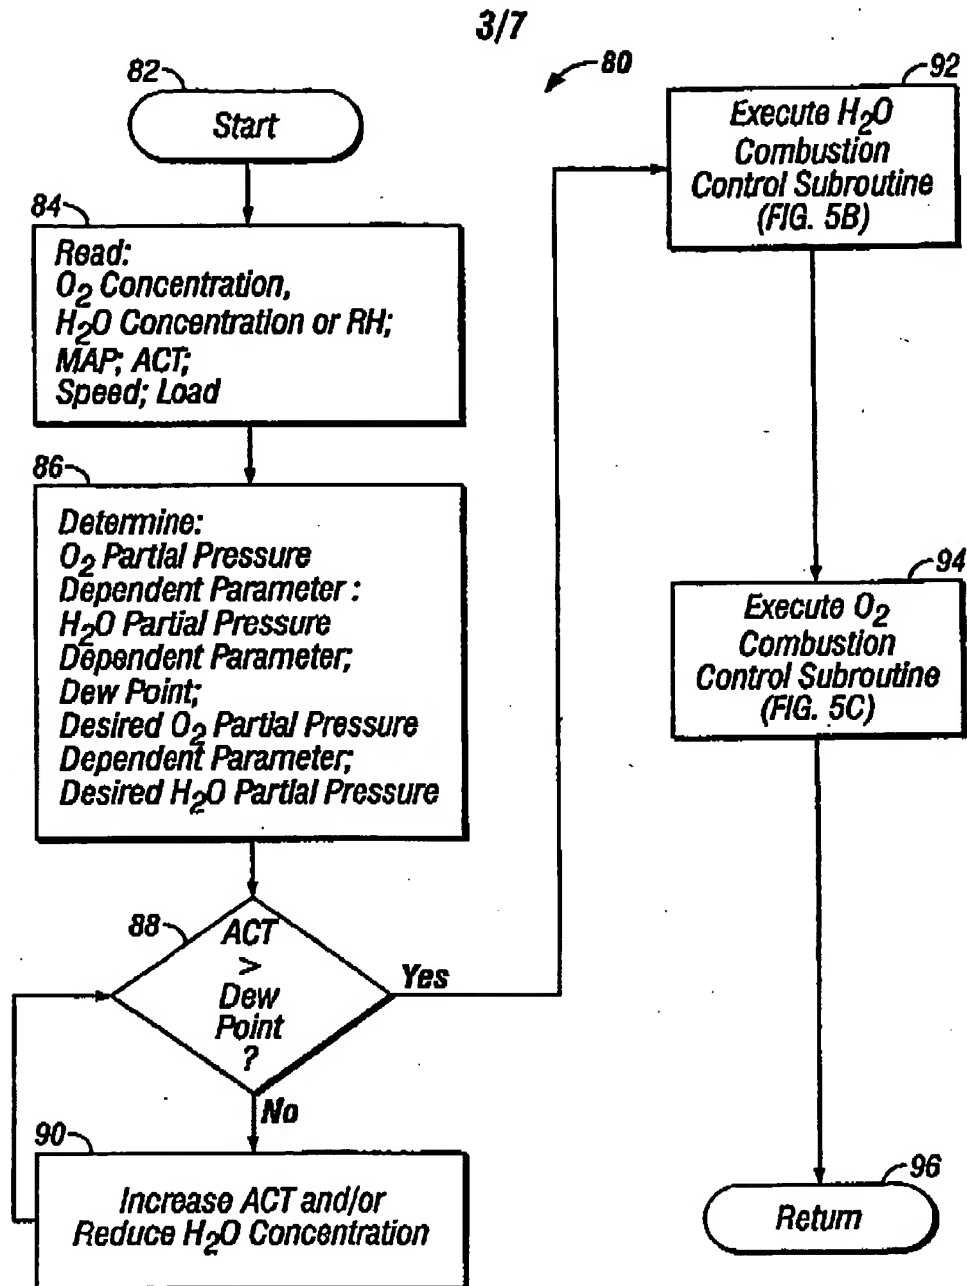 3/7
80
82
Start
84
Read:
O2 Concentration,
H2O Concentration or RH;
MAP; ACT;
Speed; Load
86
Determine:
O2 Partial Pressure
Dependent Parameter :
H2O Partial Pressure
Dependent Parameter;
Dew Point;
Desired O2 Partial Pressure
Dependent Parameter;
Desired H2O Partial Pressure
88
ACT
>
Dew
Point
?
Yes
No
90
Increase ACT and/or
Reduce H2O Concentration
92
Execute H2O
Combustion
Control Subroutine
(FIG. 5B)
94
Execute O2
Combustion
Control Subroutine
(FIG. 5C)
96
Return